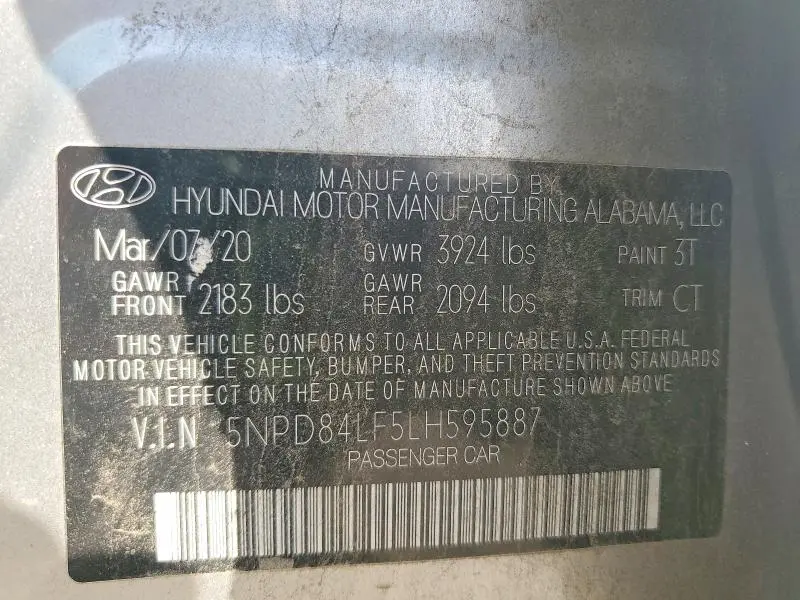 MANUFACTURED BY
HYUNDAI MOTOR MANUFACTURING ALABAMA, LLC
Mar/07/20 GVWR 3924 lbs PAINT 3T
GAWR FRONT 2183 lbs GAWR REAR 2094 lbs TRIM CT
THIS VEHICLE CONFORMS TO ALL APPLICABLE U.S.A. FEDERAL
MOTOR VEHICLE SAFETY, BUMPER, AND THEFT PREVENTION STANDARDS
IN EFFECT ON THE DATE OF MANUFACTURE SHOWN ABOVE
V.I.N 5NPD84LF5LH595887
PASSENGER CAR